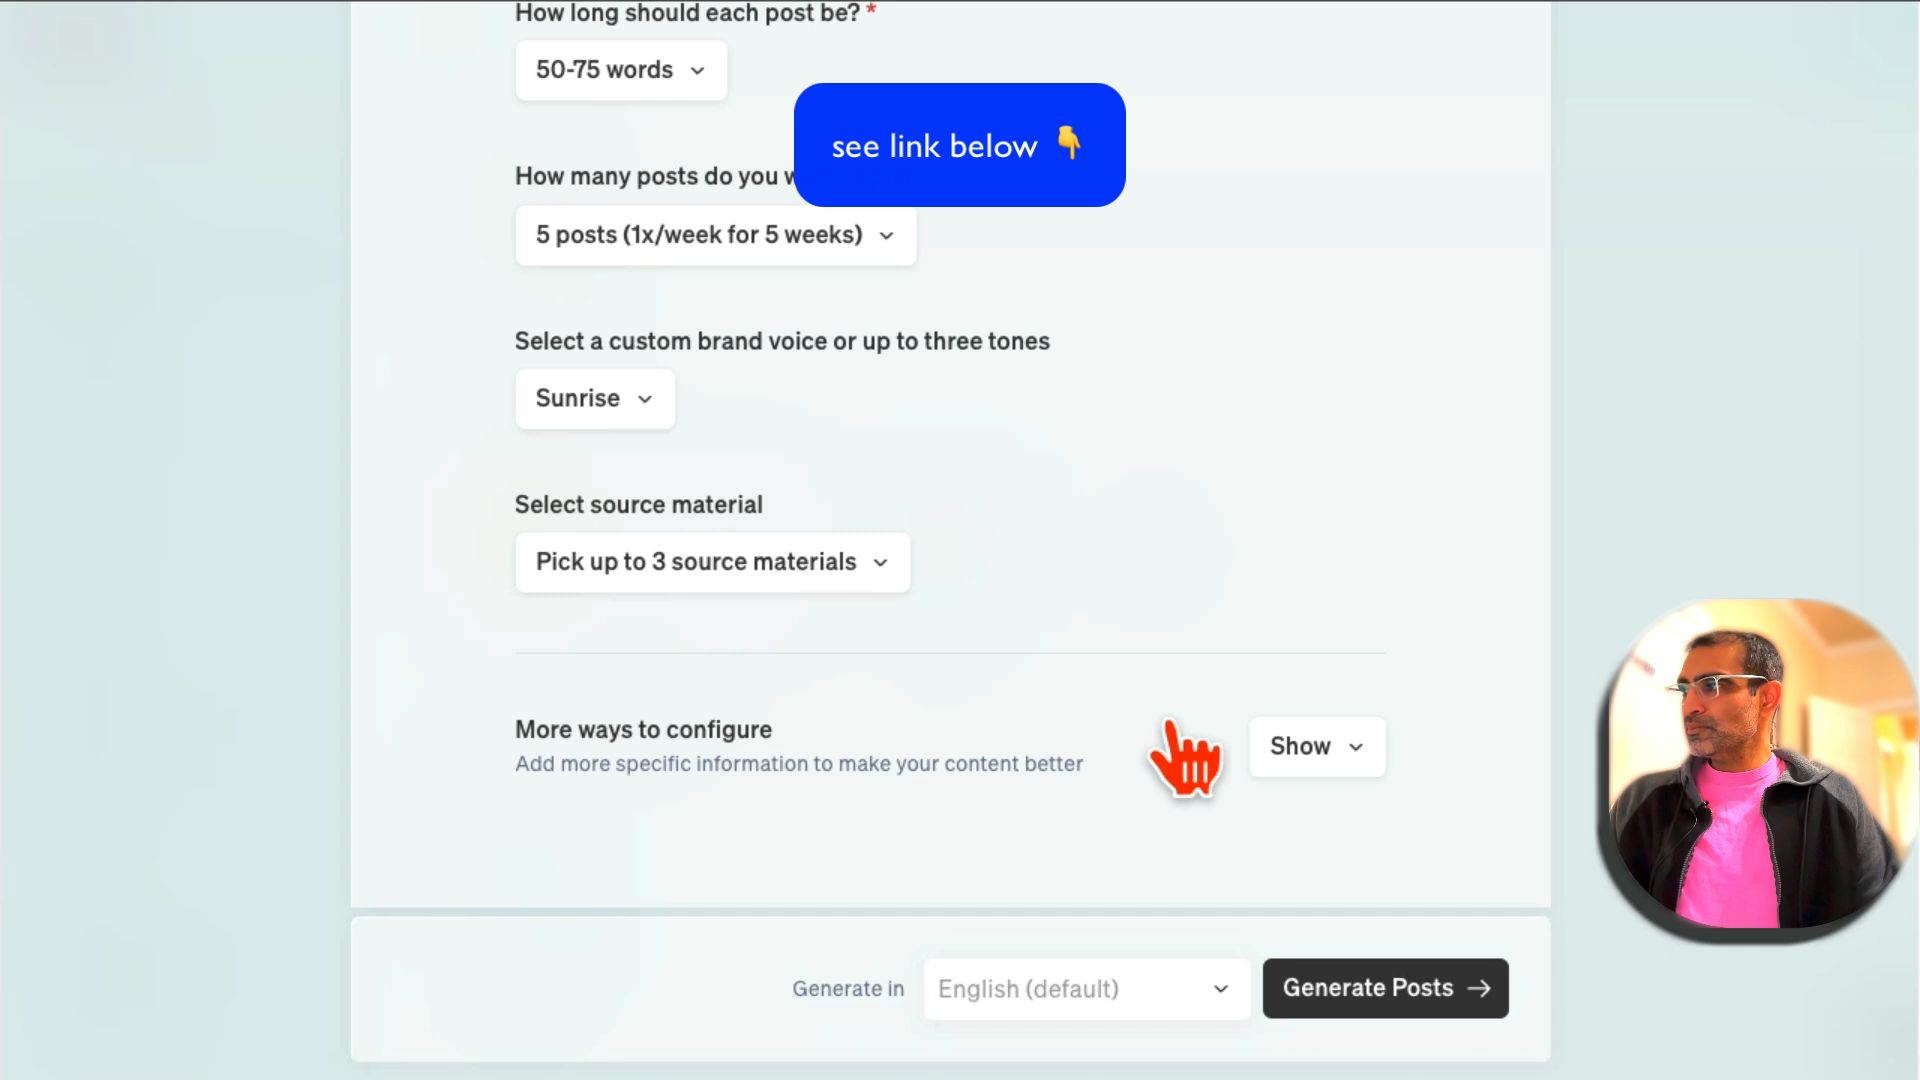 How long should each post be? *
50-75 words
see link below 👇
How many posts do you
5 posts (1x/week for 5 weeks)
Select a custom brand voice or up to three tones
Sunrise
Select source material
Pick up to 3 source materials
More ways to configure
Add more specific information to make your content better
Show
Generate in
English (default)
Generate Posts →